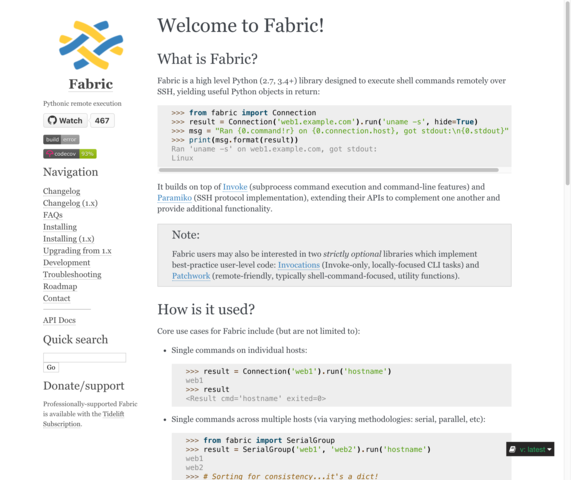 Fabric
Pythonic remote execution
Watch 467
build error
codecov
Navigation
Changelog
Changelog (1.x)
FAQs
Installing
Installing (1.x)
Upgrading from 1.x
Development
Troubleshooting
Roadmap
Contact
API Docs
Quick search
Go
Donate/support
Professionally-supported Fabric
is available with the Tidelift
Subscription.
Welcome to Fabric!
What is Fabric?
Fabric is a high level Python (2.7, 3.4+) library designed to execute shell commands remotely over
SSH, yielding useful Python objects in return:
>>> from fabric import Connection
>>> result = Connection('web1.example.com').run('uname -s', hide=True)
>>> msg = "Ran {0.command!r} on {0.connection.host}, got stdout:\n{0.stdout}"
>>> print(msg.format(result))
Ran 'uname -s' on web1.example.com, got stdout:
Linux
It builds on top of Invoke (subprocess command execution and command-line features) and
Paramiko (SSH protocol implementation), extending their APIs to complement one another and
provide additional functionality.
Note:
Fabric users may also be interested in two strictly optional libraries which implement
best-practice user-level code: Invocations (Invoke-only, locally-focused CLI tasks) and
Patchwork (remote-friendly, typically shell-command-focused, utility functions).
How is it used?
Core use cases for Fabric include (but are not limited to):
• Single commands on individual hosts:
>>> result = Connection('web1').run('hostname')
web1
>>> result
<Result cmd='hostname' exited=0>
• Single commands across multiple hosts (via varying methodologies: serial, parallel, etc):
>>> from fabric import SerialGroup
>>> result = SerialGroup('web1', 'web2').run('hostname')
web1
web2
>>> # Sorting for consistency...it's a dict!
v: latest